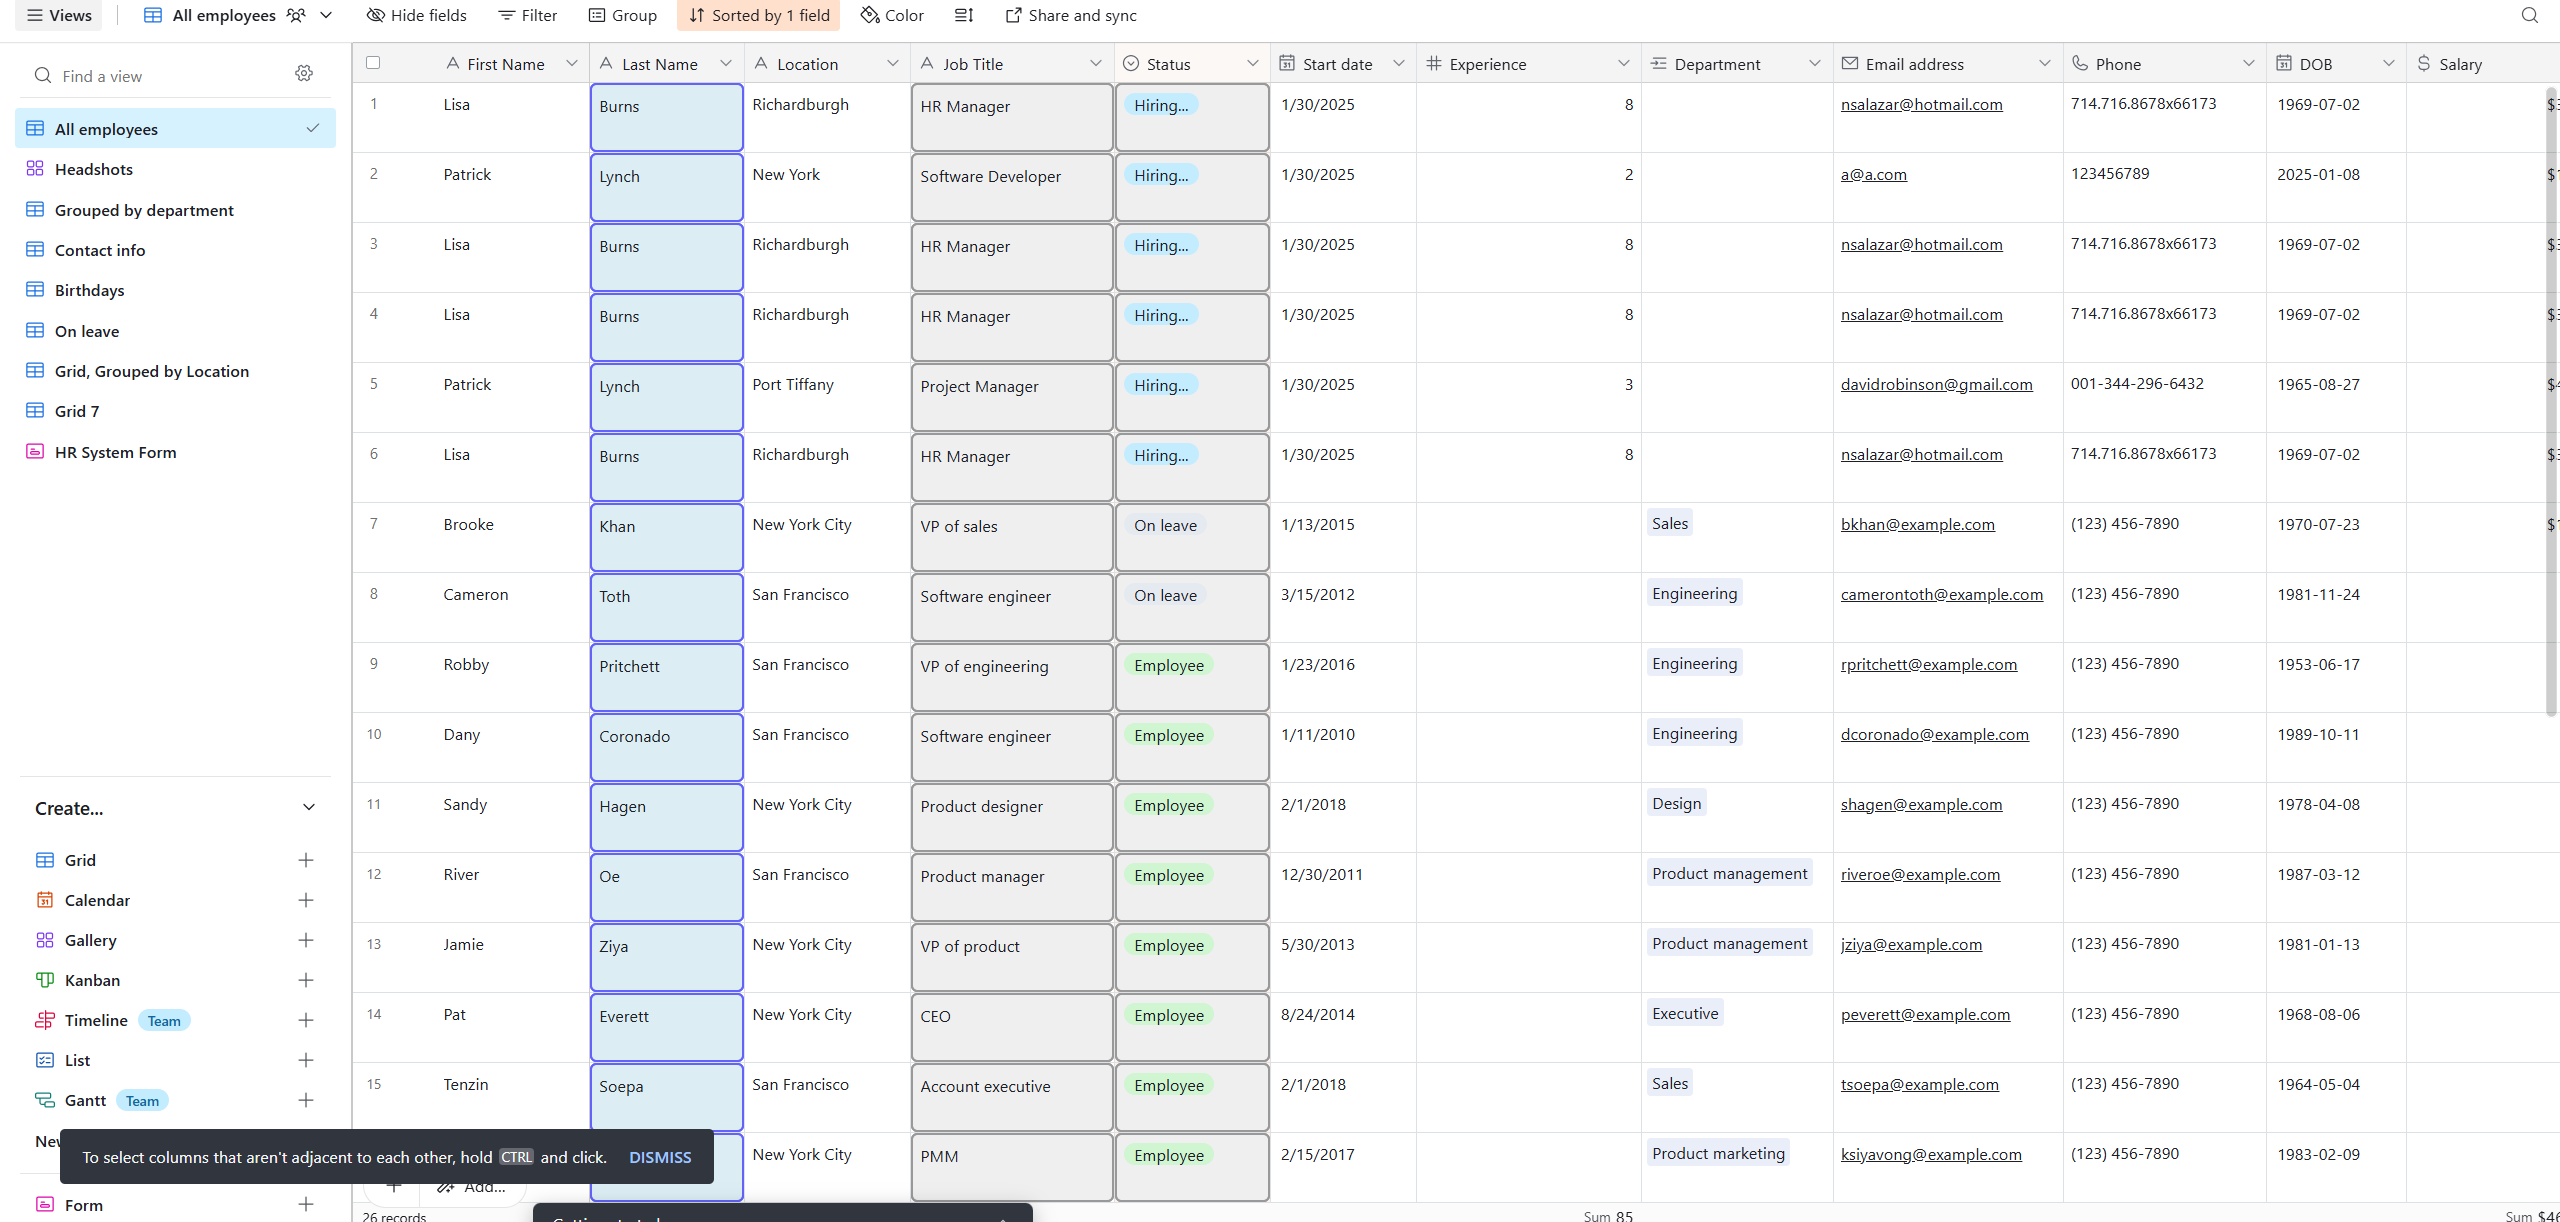 Views All employees Hide fields Filter Group Sorted by 1 field Color Share and sync
Find a view
All employees
Headshots
Grouped by department
Contact info
Birthdays
On leave
Grid, Grouped by Location
Grid 7
HR System Form
Create...
Grid
Calendar
Gallery
Kanban
Timeline Team
List
Gantt Team
Form
First Name Last Name Location Job Title Status Start date Experience Department Email address Phone DOB Salary
1 Lisa Burns Richardburgh HR Manager Hiring... 1/30/2025 8 nsalazar@hotmail.com 714.716.8678x66173 1969-07-02
2 Patrick Lynch New York Software Developer Hiring... 1/30/2025 2 a@a.com 123456789 2025-01-08
3 Lisa Burns Richardburgh HR Manager Hiring... 1/30/2025 8 nsalazar@hotmail.com 714.716.8678x66173 1969-07-02
4 Lisa Burns Richardburgh HR Manager Hiring... 1/30/2025 8 nsalazar@hotmail.com 714.716.8678x66173 1969-07-02
5 Patrick Lynch Port Tiffany Project Manager Hiring... 1/30/2025 3 davidrobinson@gmail.com 001-344-296-6432 1965-08-27
6 Lisa Burns Richardburgh HR Manager Hiring... 1/30/2025 8 nsalazar@hotmail.com 714.716.8678x66173 1969-07-02
7 Brooke Khan New York City VP of sales On leave 1/13/2015 Sales bkhan@example.com (123) 456-7890 1970-07-23
8 Cameron Toth San Francisco Software engineer On leave 3/15/2012 Engineering camerontoth@example.com (123) 456-7890 1981-11-24
9 Robby Pritchett San Francisco VP of engineering Employee 1/23/2016 Engineering rpritchett@example.com (123) 456-7890 1953-06-17
10 Dany Coronado San Francisco Software engineer Employee 1/11/2010 Engineering dcoronado@example.com (123) 456-7890 1989-10-11
11 Sandy Hagen New York City Product designer Employee 2/1/2018 Design shagen@example.com (123) 456-7890 1978-04-08
12 River Oe San Francisco Product manager Employee 12/30/2011 Product management riveroe@example.com (123) 456-7890 1987-03-12
13 Jamie Ziya New York City VP of product Employee 5/30/2013 Product management jziya@example.com (123) 456-7890 1981-01-13
14 Pat Everett New York City CEO Employee 8/24/2014 Executive peverett@example.com (123) 456-7890 1968-08-06
15 Tenzin Soepa San Francisco Account executive Employee 2/1/2018 Sales tsoepa@example.com (123) 456-7890 1964-05-04
New York City PMM Employee 2/15/2017 Product marketing ksiyavong@example.com (123) 456-7890 1983-02-09
To select columns that aren't adjacent to each other, hold CTRL and click. DISMISS
Add...
26 records Sum 85 Sum